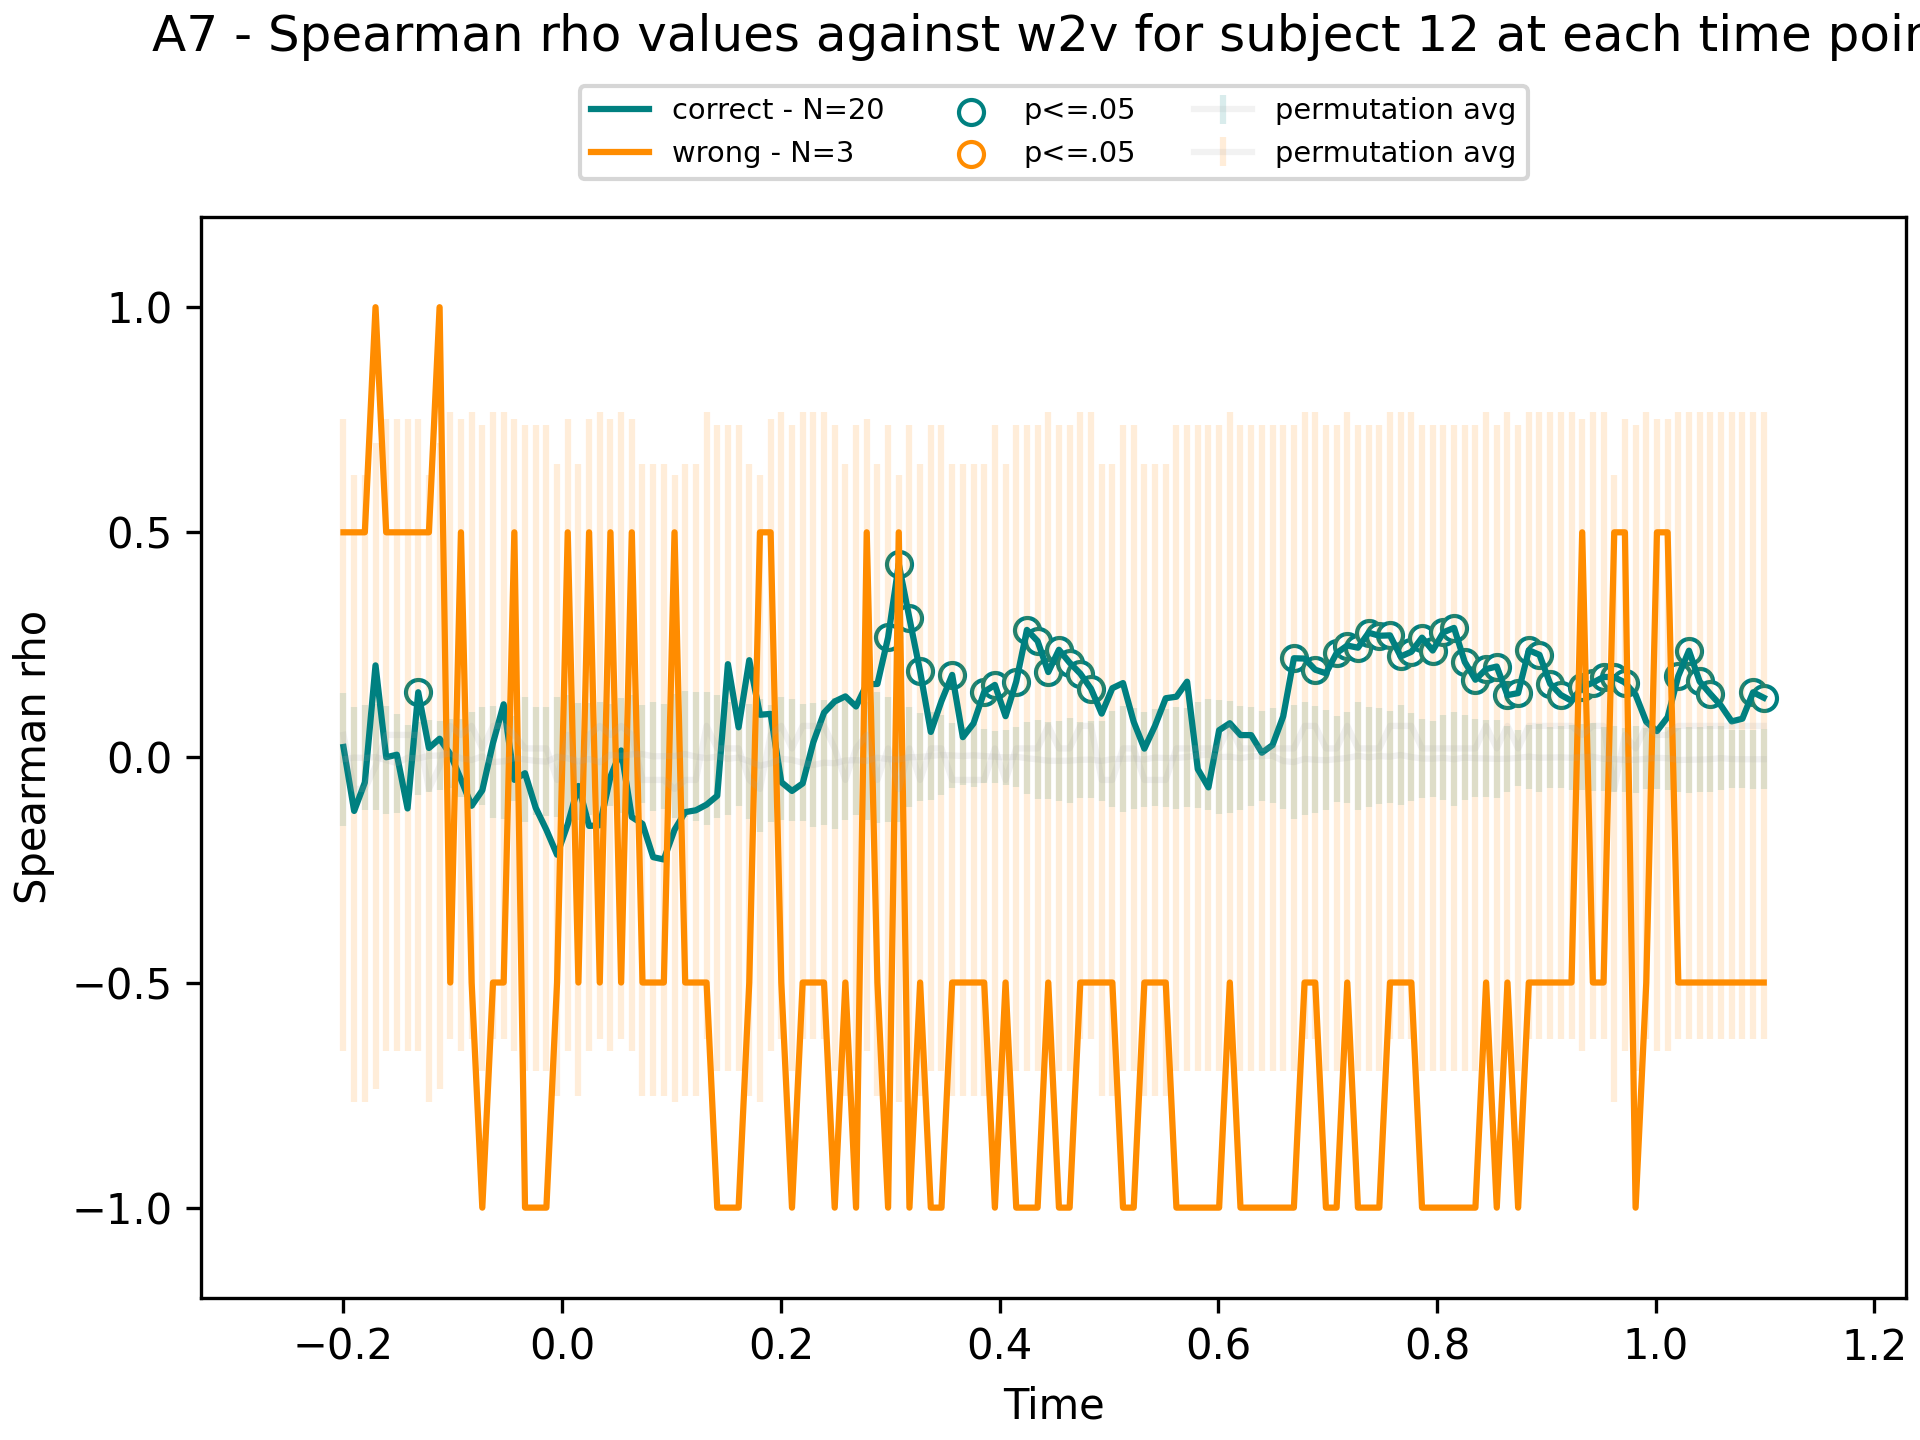 A7 - Spearman rho values against w2v for subject 12 at each time
correct - N=20 p<=.05 permutation avg
wrong - N=3 p<=.05 permutation avg
1.0
0.5
0.0
−0.5
−1.0
Spearman rho
−0.2 0.0 0.2 0.4 0.6 0.8 1.0 1.2
Time